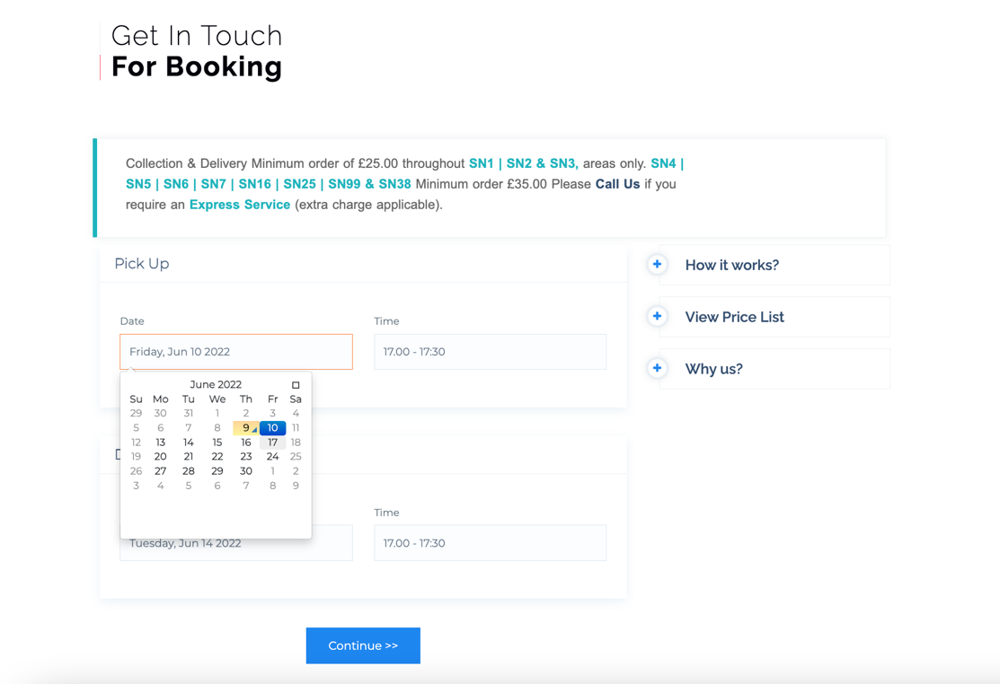 Get In Touch
For Booking
Collection & Delivery Minimum order of £25.00 throughout SN1 | SN2 & SN3, areas only. SN4 |
SN5 | SN6 | SN7 | SN16 | SN25 | SN99 & SN38 Minimum order £35.00 Please Call Us if you
require an Express Service (extra charge applicable).
Pick Up
Date
Time
Friday, Jun 10 2022
17.00 - 17:30
June 2022
Su Mo Tu We Th Fr Sa
29 30 31 1 2 3 4
5 6 7 8 9 10 11
12 13 14 15 16 17 18
19 20 21 22 23 24 25
26 27 28 29 30 1 2
3 4 5 6 7 8 9
Time
Tuesday, Jun 14 2022
17.00 - 17:30
Continue >>
How it works?
View Price List
Why us?